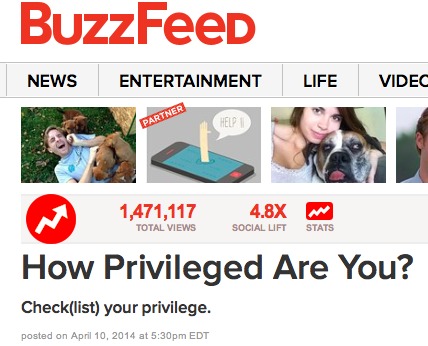 BuzzFeed
NEWS ENTERTAINMENT LIFE VIDEO
PARTNER
HELP !!
1,471,117 4.8X
TOTAL VIEWS SOCIAL LIFT STATS
How Privileged Are You?
Check(list) your privilege.
posted on April 10, 2014 at 5:30pm EDT